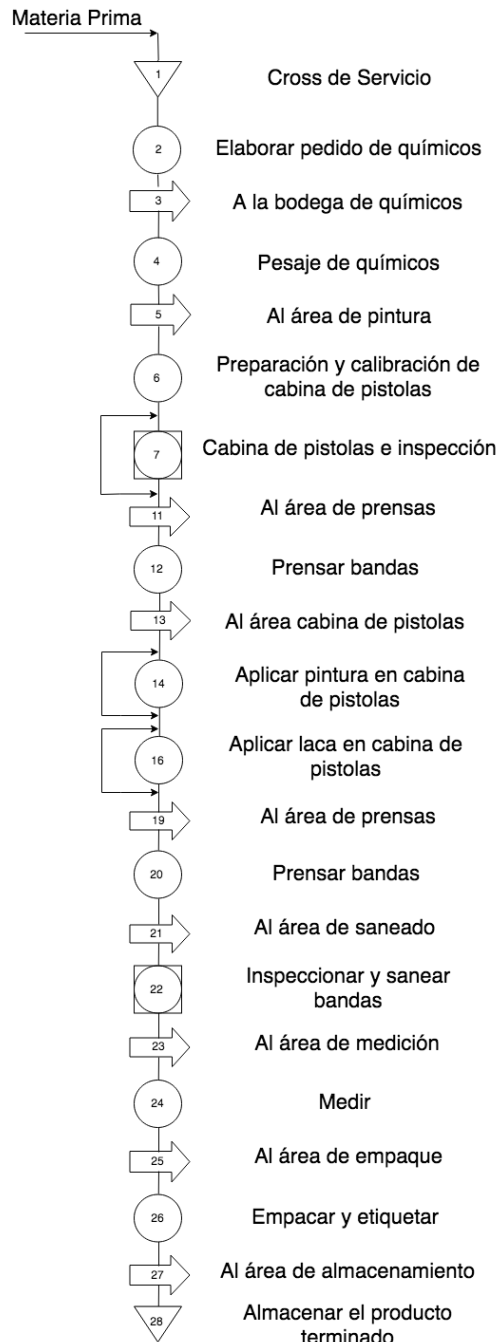 Materia Prima
1
Cross de Servicio
2
Elaborar pedido de químicos
3
A la bodega de químicos
4
Pesaje de químicos
5
Al área de pintura
6
Preparación y calibración de
cabina de pistolas
7
Cabina de pistolas e inspección
11
Al área de prensas
12
Prensar bandas
13
Al área cabina de pistolas
14
Aplicar pintura en cabina
de pistolas
16
Aplicar laca en cabina de
pistolas
19
Al área de prensas
20
Prensar bandas
21
Al área de saneado
22
Inspeccionar y sanear
bandas
23
Al área de medición
24
Medir
25
Al área de empaque
26
Empacar y etiquetar
27
Al área de almacenamiento
28
Almacenar el producto
terminado